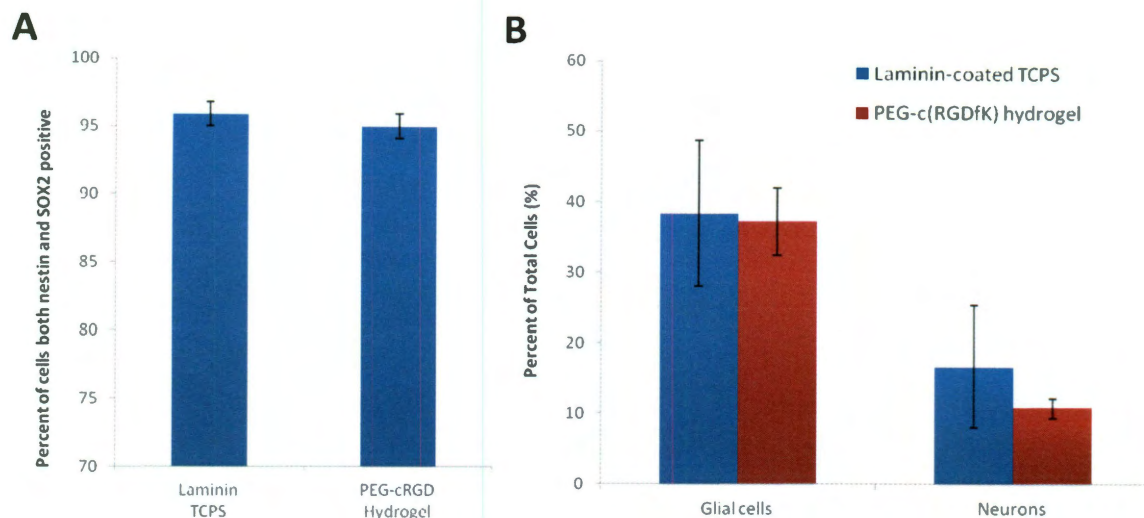 A
Percent of cells both nestin and SOX2 positive
100
95
90
85
80
75
70
Laminin
TCPS
PEG-cRGD
Hydrogel
B
Percent of Total Cells (%)
60
50
40
30
20
10
0
Laminin-coated TCPS
PEG-c(RGDfK) hydrogel
Glial cells
Neurons